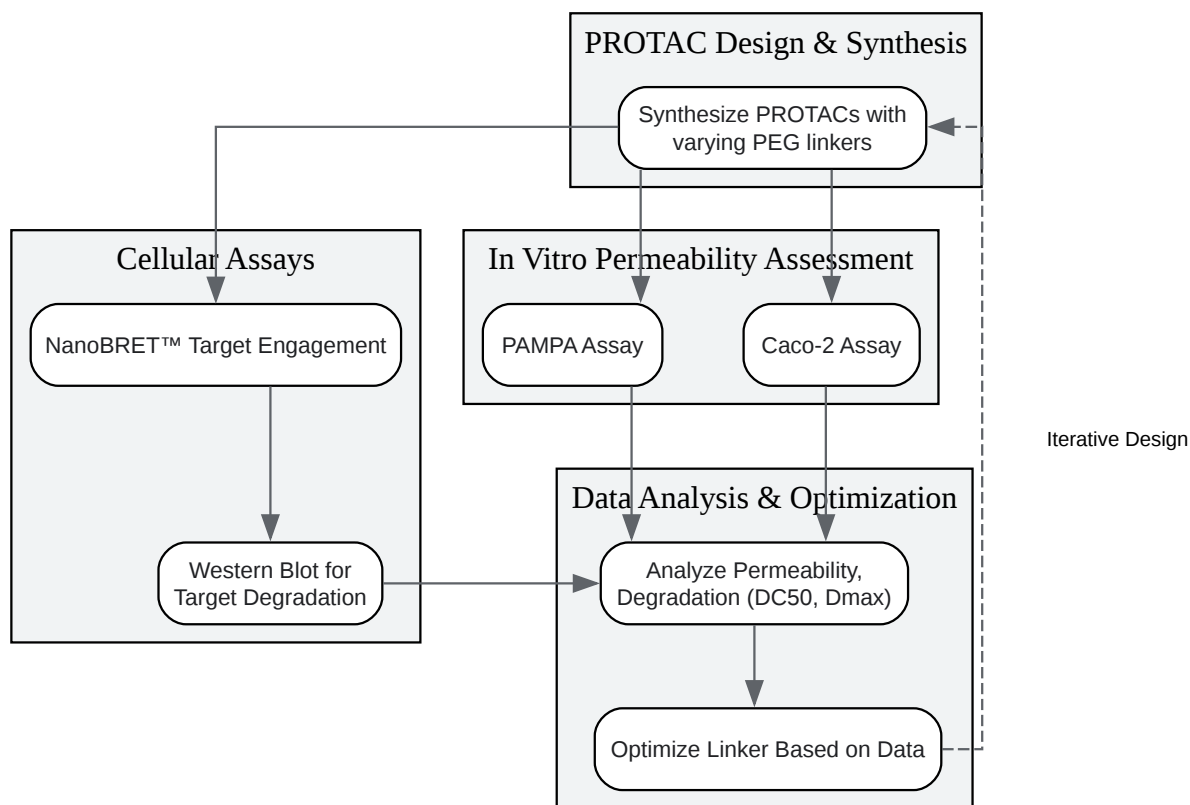 PROTAC Design & Synthesis
Synthesize PROTACs with
varying PEG linkers
Cellular Assays
In Vitro Permeability Assessment
NanoBRET™ Target Engagement
PAMPA Assay
Caco-2 Assay
Iterative Design
Data Analysis & Optimization
Western Blot for
Target Degradation
Analyze Permeability,
Degradation (DC50, Dmax)
Optimize Linker Based on Data